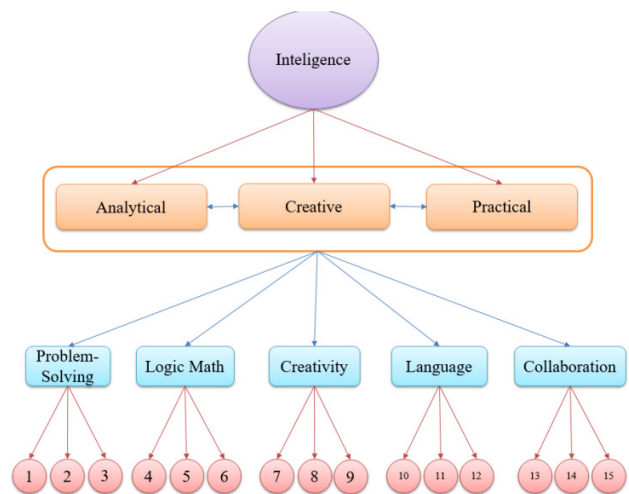 Inteligence
Analytical
Creative
Practical
Problem-
Solving
Logic Math
Creativity
Language
Collaboration
1
2
3
4
5
6
7
8
9
10
11
12
13
14
15